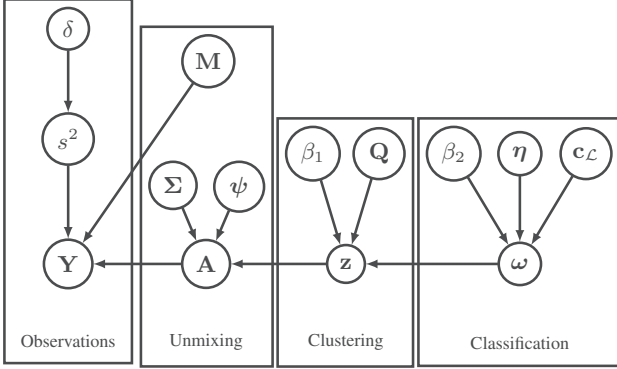 δ
M
s²
β₁ Q β₂ η c_ℒ
Σ ψ
Y A z ω
Observations Unmixing Clustering Classification